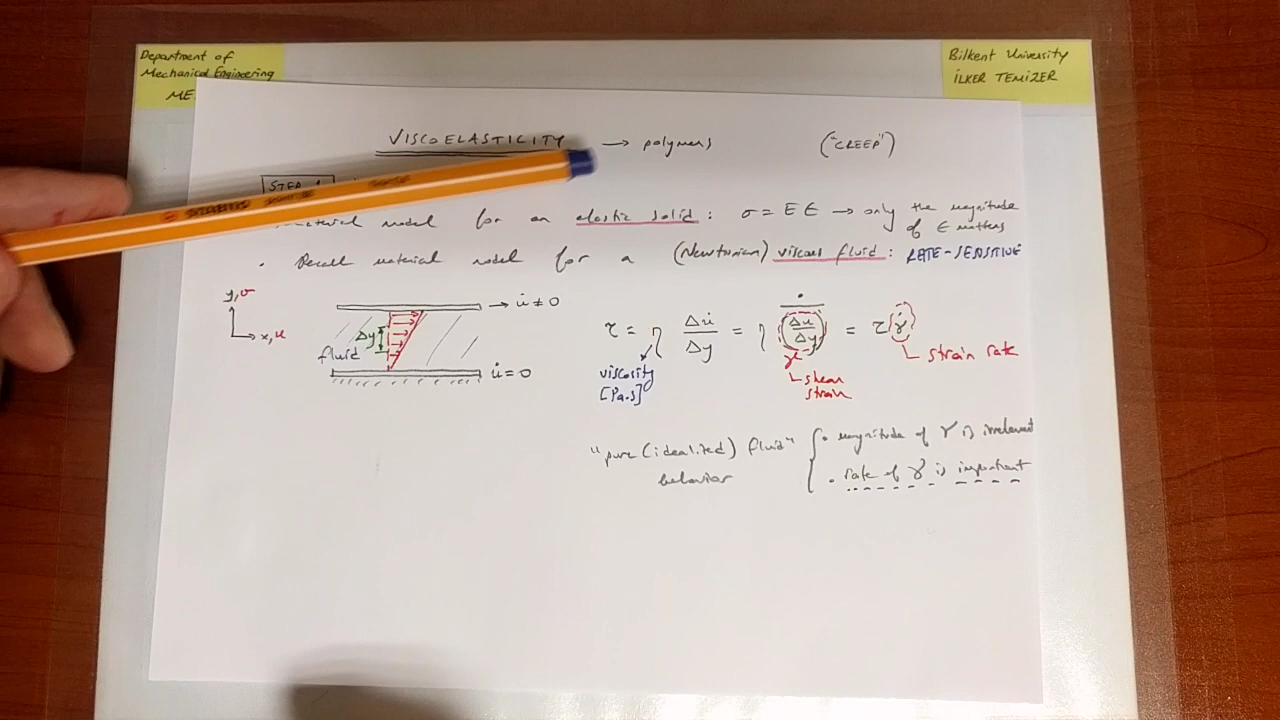 Department of
Mechanical Engineering
ME
Bilkent University
İLKER TEMİZER
VISCOELASTICITY → polymers ("CREEP")
STEP 1
material model for an elastic solid : σ = E ϵ → only the magnitude
of ϵ matters
• Recall material model for a (Newtonian) viscous fluid : RATE-SENSITIVE
y,v
x,u
fluid
Δy
→ u̇ ≠ 0
u̇ = 0
τ = η Δu̇/Δy = η (Δu/Δy)˙ = τ γ̇
viscosity
[Pa.s]
γ
shear
strain
strain rate
"pure (idealized) fluid"
behavior
• magnitude of γ is irrelevant
• rate of γ is important